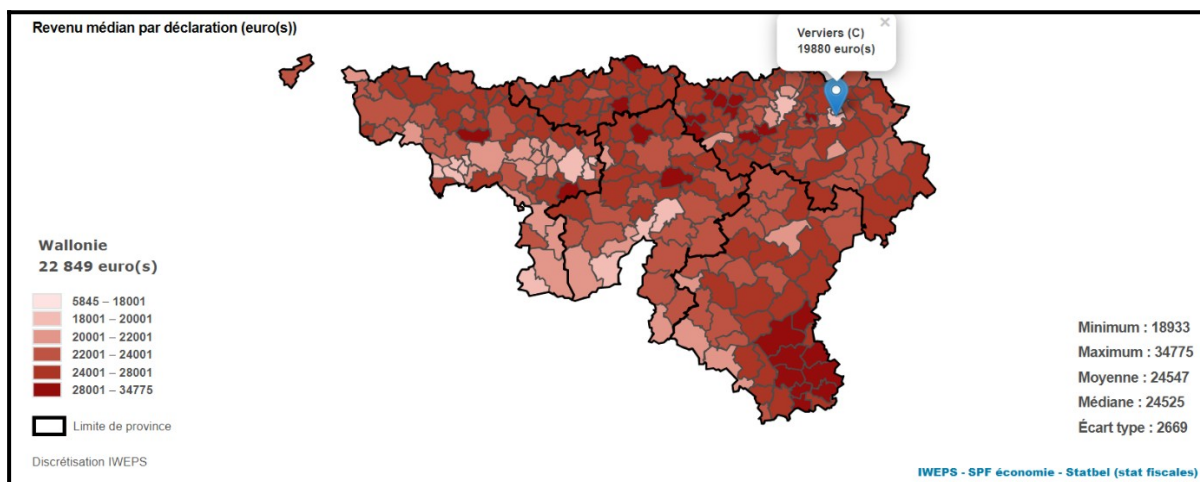 Revenu médian par déclaration (euro(s))
×
Verviers (C)
19880 euro(s)
Wallonie
22 849 euro(s)
5845 – 18001
18001 – 20001
20001 – 22001
22001 – 24001
24001 – 28001
28001 – 34775
Limite de province
Discrétisation IWEPS
Minimum : 18933
Maximum : 34775
Moyenne : 24547
Médiane : 24525
Écart type : 2669
IWEPS - SPF économie - Statbel (stat fiscales)